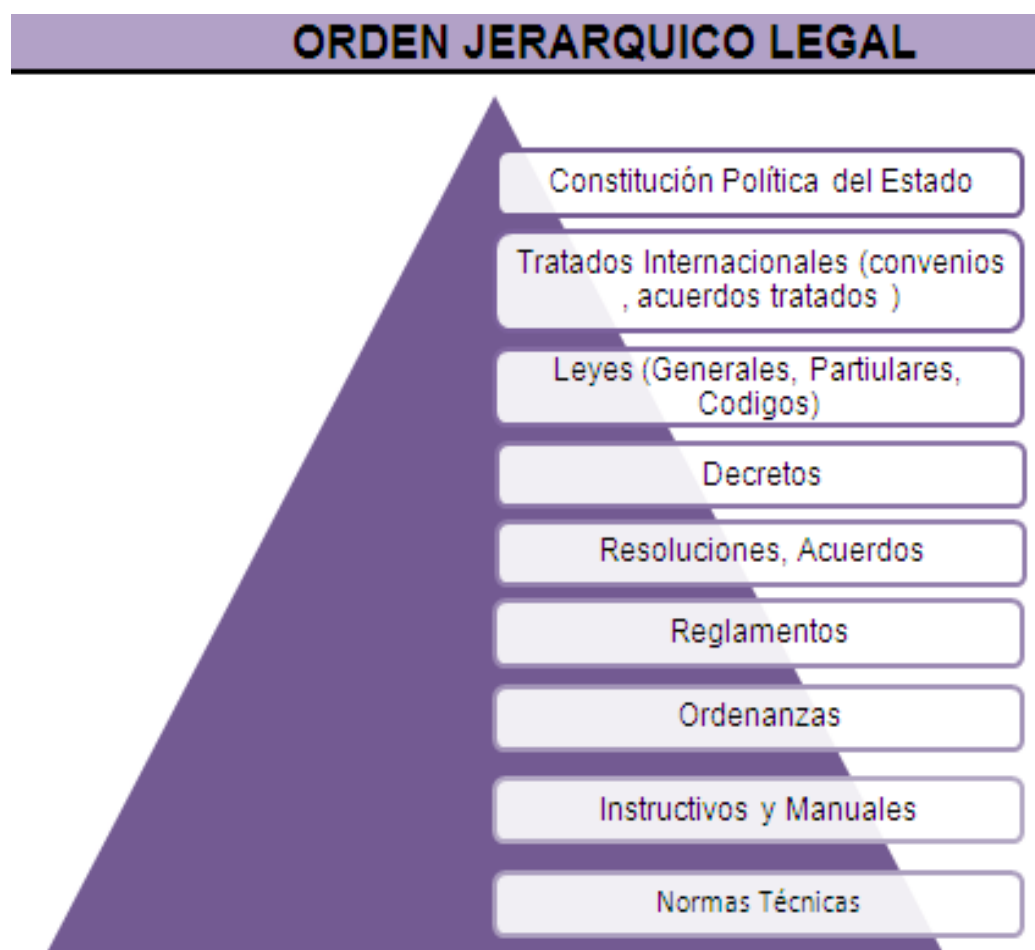 ORDEN JERARQUICO LEGAL
Constitución Política del Estado
Tratados Internacionales (convenios
, acuerdos tratados )
Leyes (Generales, Partiulares,
Codigos)
Decretos
Resoluciones, Acuerdos
Reglamentos
Ordenanzas
Instructivos y Manuales
Normas Técnicas